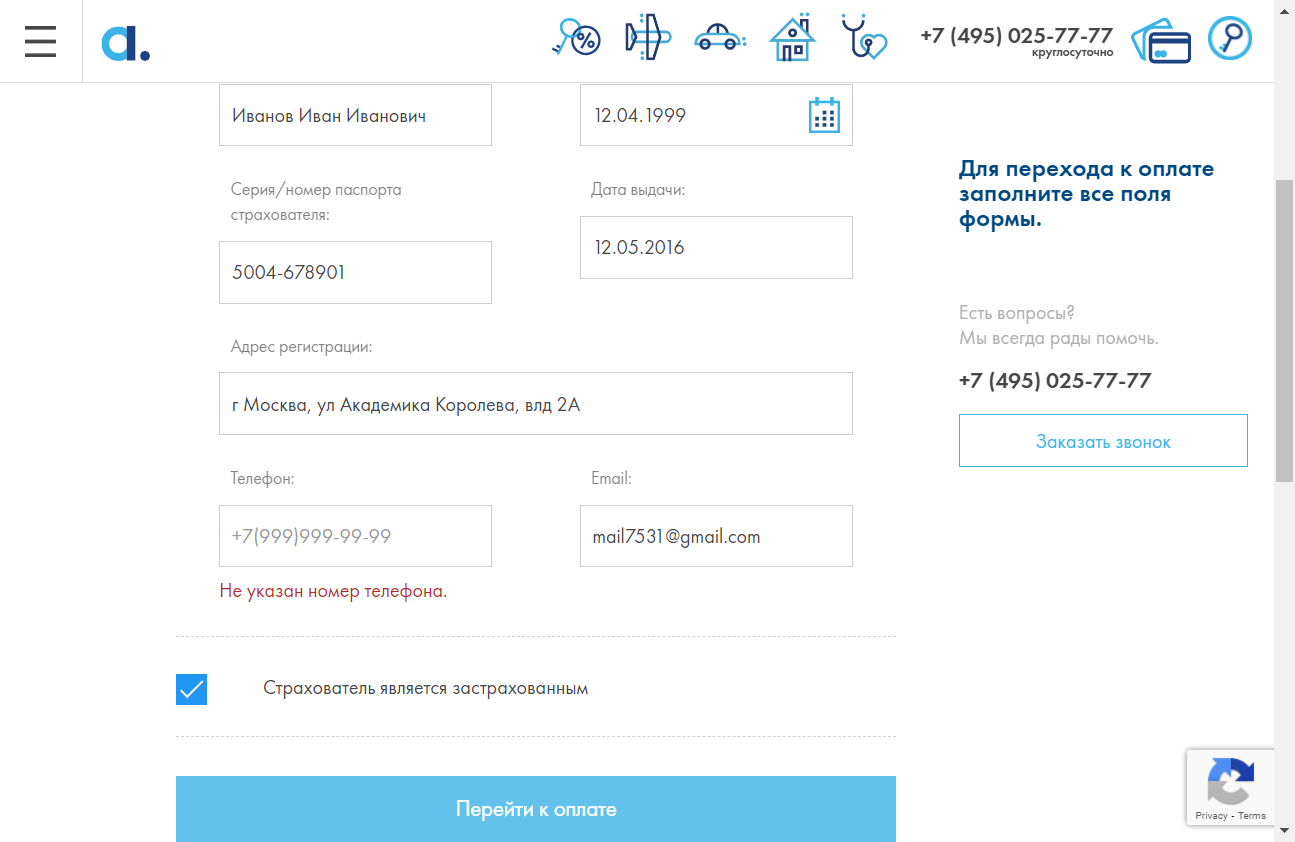 a.
%
+7 (495) 025-77-77
круглосуточно
Иванов Иван Иванович
12.04.1999
Серия/номер паспорта
страхователя:
Дата выдачи:
5004-678901
12.05.2016
Адрес регистрации:
г Москва, ул Академика Королева, влд 2А
Телефон:
Email:
+7(999)999-99-99
mail7531@gmail.com
Не указан номер телефона.
Страхователь является застрахованным
Перейти к оплате
Для перехода к оплате
заполните все поля
формы.
Есть вопросы?
Мы всегда рады помочь.
+7 (495) 025-77-77
Заказать звонок
Privacy - Terms